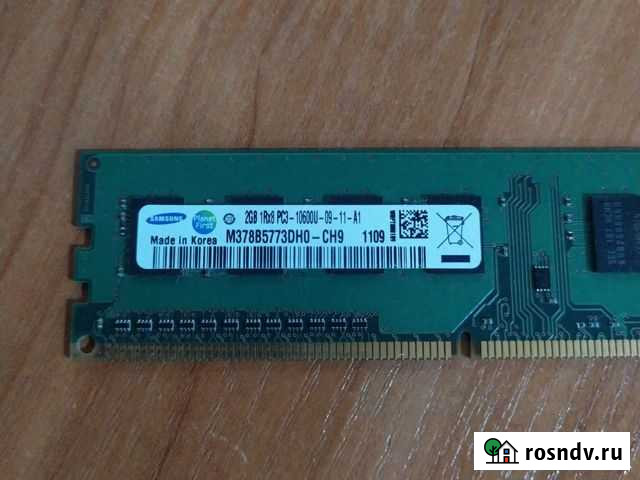 SAMSUNG
Planet First
2GB 1Rx8 PC3-10600U-09-11-A1
Made in Korea
M378B5773DH0-CH9 1109
rosndv.ru